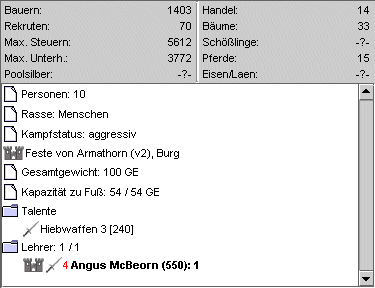 Bauern: 1403 Handel: 14
Rekruten: 70 Bäume: 33
Max. Steuern: 5612 Schößlinge: -?-
Max. Unterh.: 3772 Pferde: 15
Poolsilber: -?- Eisen/Laen: -?-
Personen: 10
Rasse: Menschen
Kampfstatus: aggressiv
Feste von Armathorn (v2), Burg
Gesamtgewicht: 100 GE
Kapazität zu Fuß: 54 / 54 GE
Talente
Hiebwaffen 3 [240]
Lehrer: 1 / 1
4 Angus McBeorn (550): 1